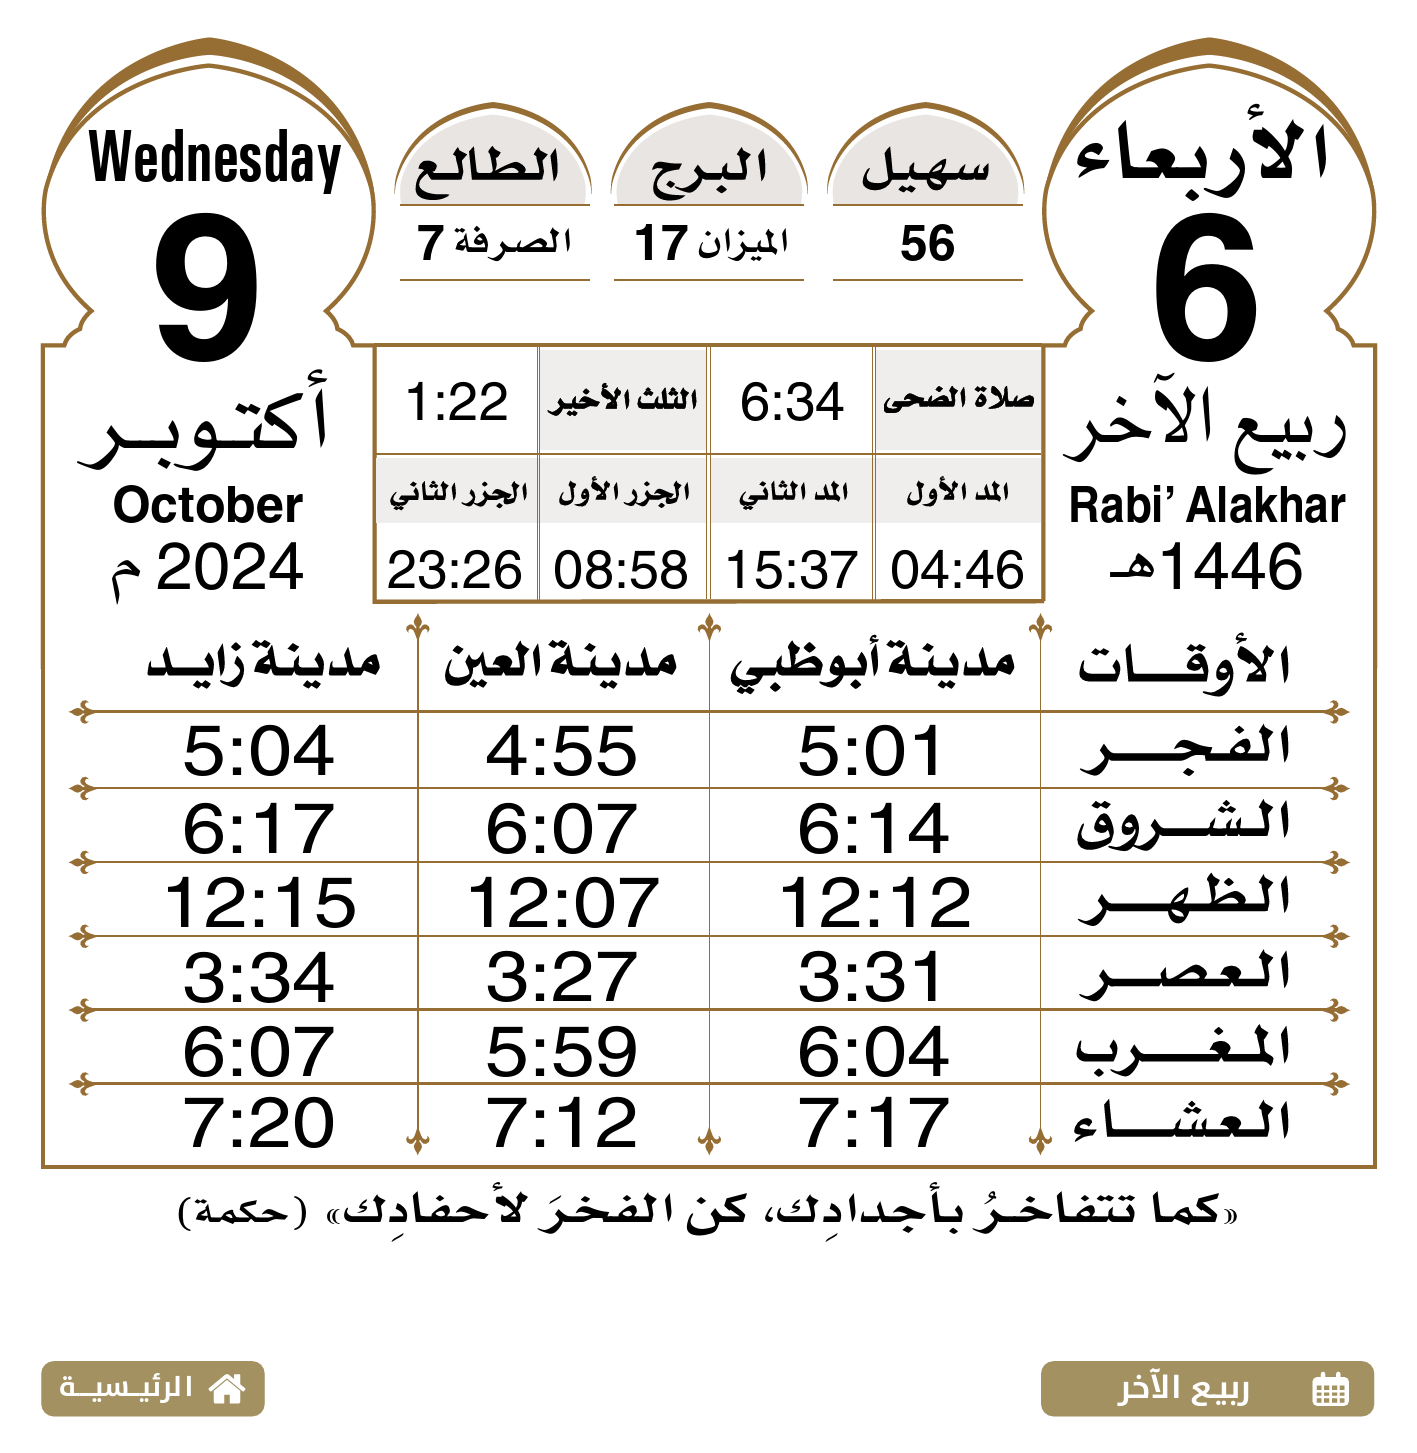 الأربعاء
6
ربيع الآخر
Rabi’ Alakhar
1446هـ
سهيل البرج الطالع
56 الميزان 17 الصرفة 7
Wednesday
9
أكتوبر
October
2024 م
صلاة الضحى 6:34 الثلث الأخير 1:22
المد الأول المد الثاني الجزر الأول الجزر الثاني
04:46 15:37 08:58 23:26
الأوقات مدينة أبوظبي مدينة العين مدينة زايد
الفجر 5:01 4:55 5:04
الشروق 6:14 6:07 6:17
الظهر 12:12 12:07 12:15
العصر 3:31 3:27 3:34
المغرب 6:04 5:59 6:07
العشاء 7:17 7:12 7:20
«كما تتفاخرُ بأجدادِك، كن الفخرَ لأحفادِك» (حكمة)
ربيع الآخر
الرئيسية